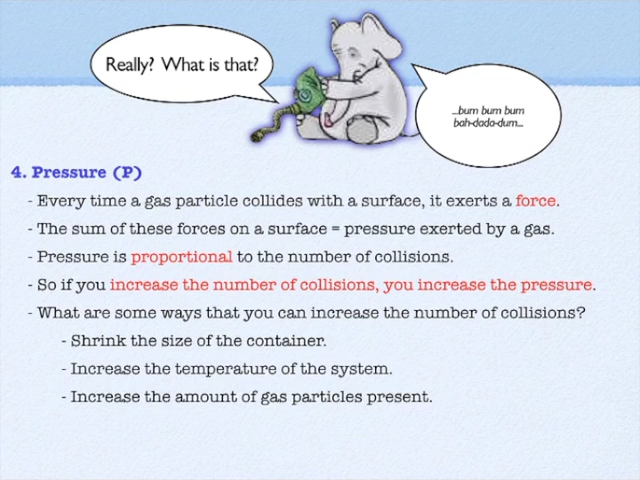 Really? What is that?
...bum bum bum
bah-dada-dum...
4. Pressure (P)
- Every time a gas particle collides with a surface, it exerts a force.
- The sum of these forces on a surface = pressure exerted by a gas.
- Pressure is proportional to the number of collisions.
- So if you increase the number of collisions, you increase the pressure.
- What are some ways that you can increase the number of collisions?
- Shrink the size of the container.
- Increase the temperature of the system.
- Increase the amount of gas particles present.